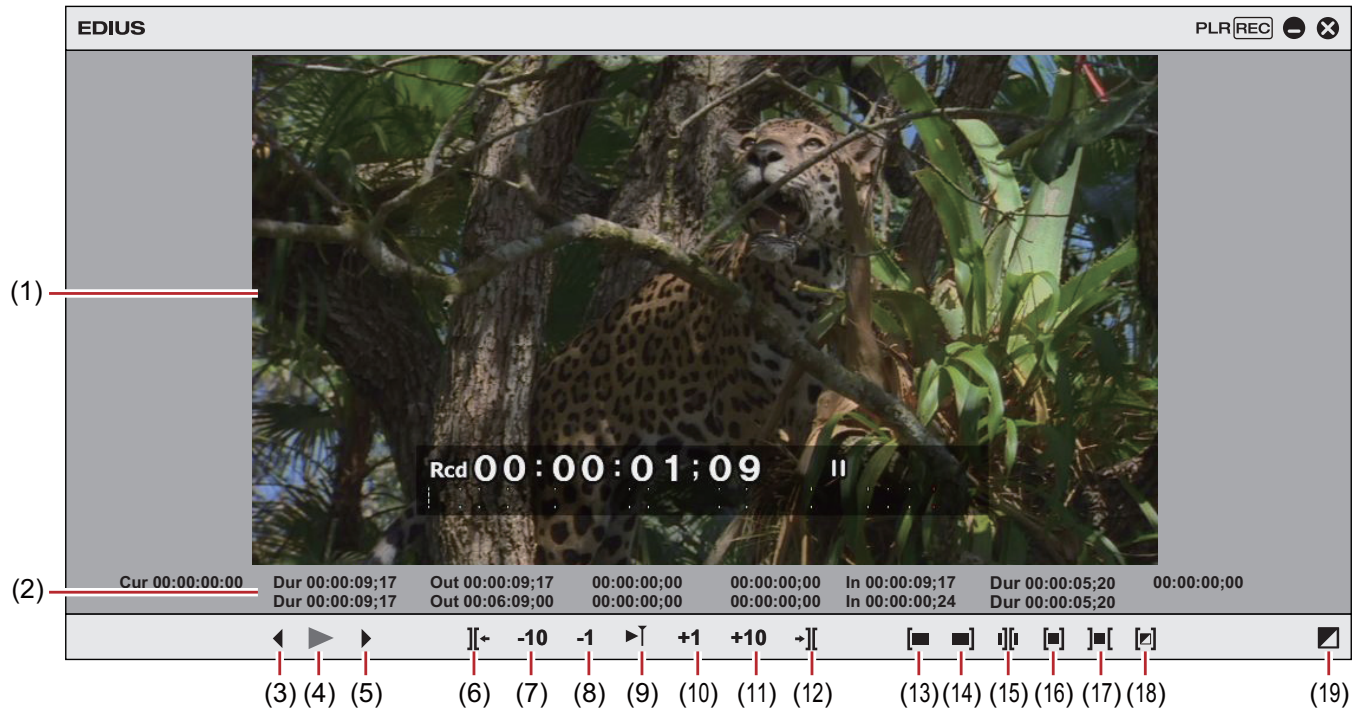 EDIUS PLR REC
(1)
Rcd 00:00:01;09
(2)
Cur 00:00:00:00 Dur 00:00:09;17 Out 00:00:09;17 00:00:00;00 00:00:00;00 In 00:00:09;17 Dur 00:00:05;20 00:00:00;00
Dur 00:00:09;17 Out 00:06:09;00 00:00:00;00 00:00:00;00 In 00:00:00;24 Dur 00:00:05;20
-10 -1 +1 +10
(3) (4) (5) (6) (7) (8) (9) (10) (11) (12) (13) (14) (15) (16) (17) (18) (19)